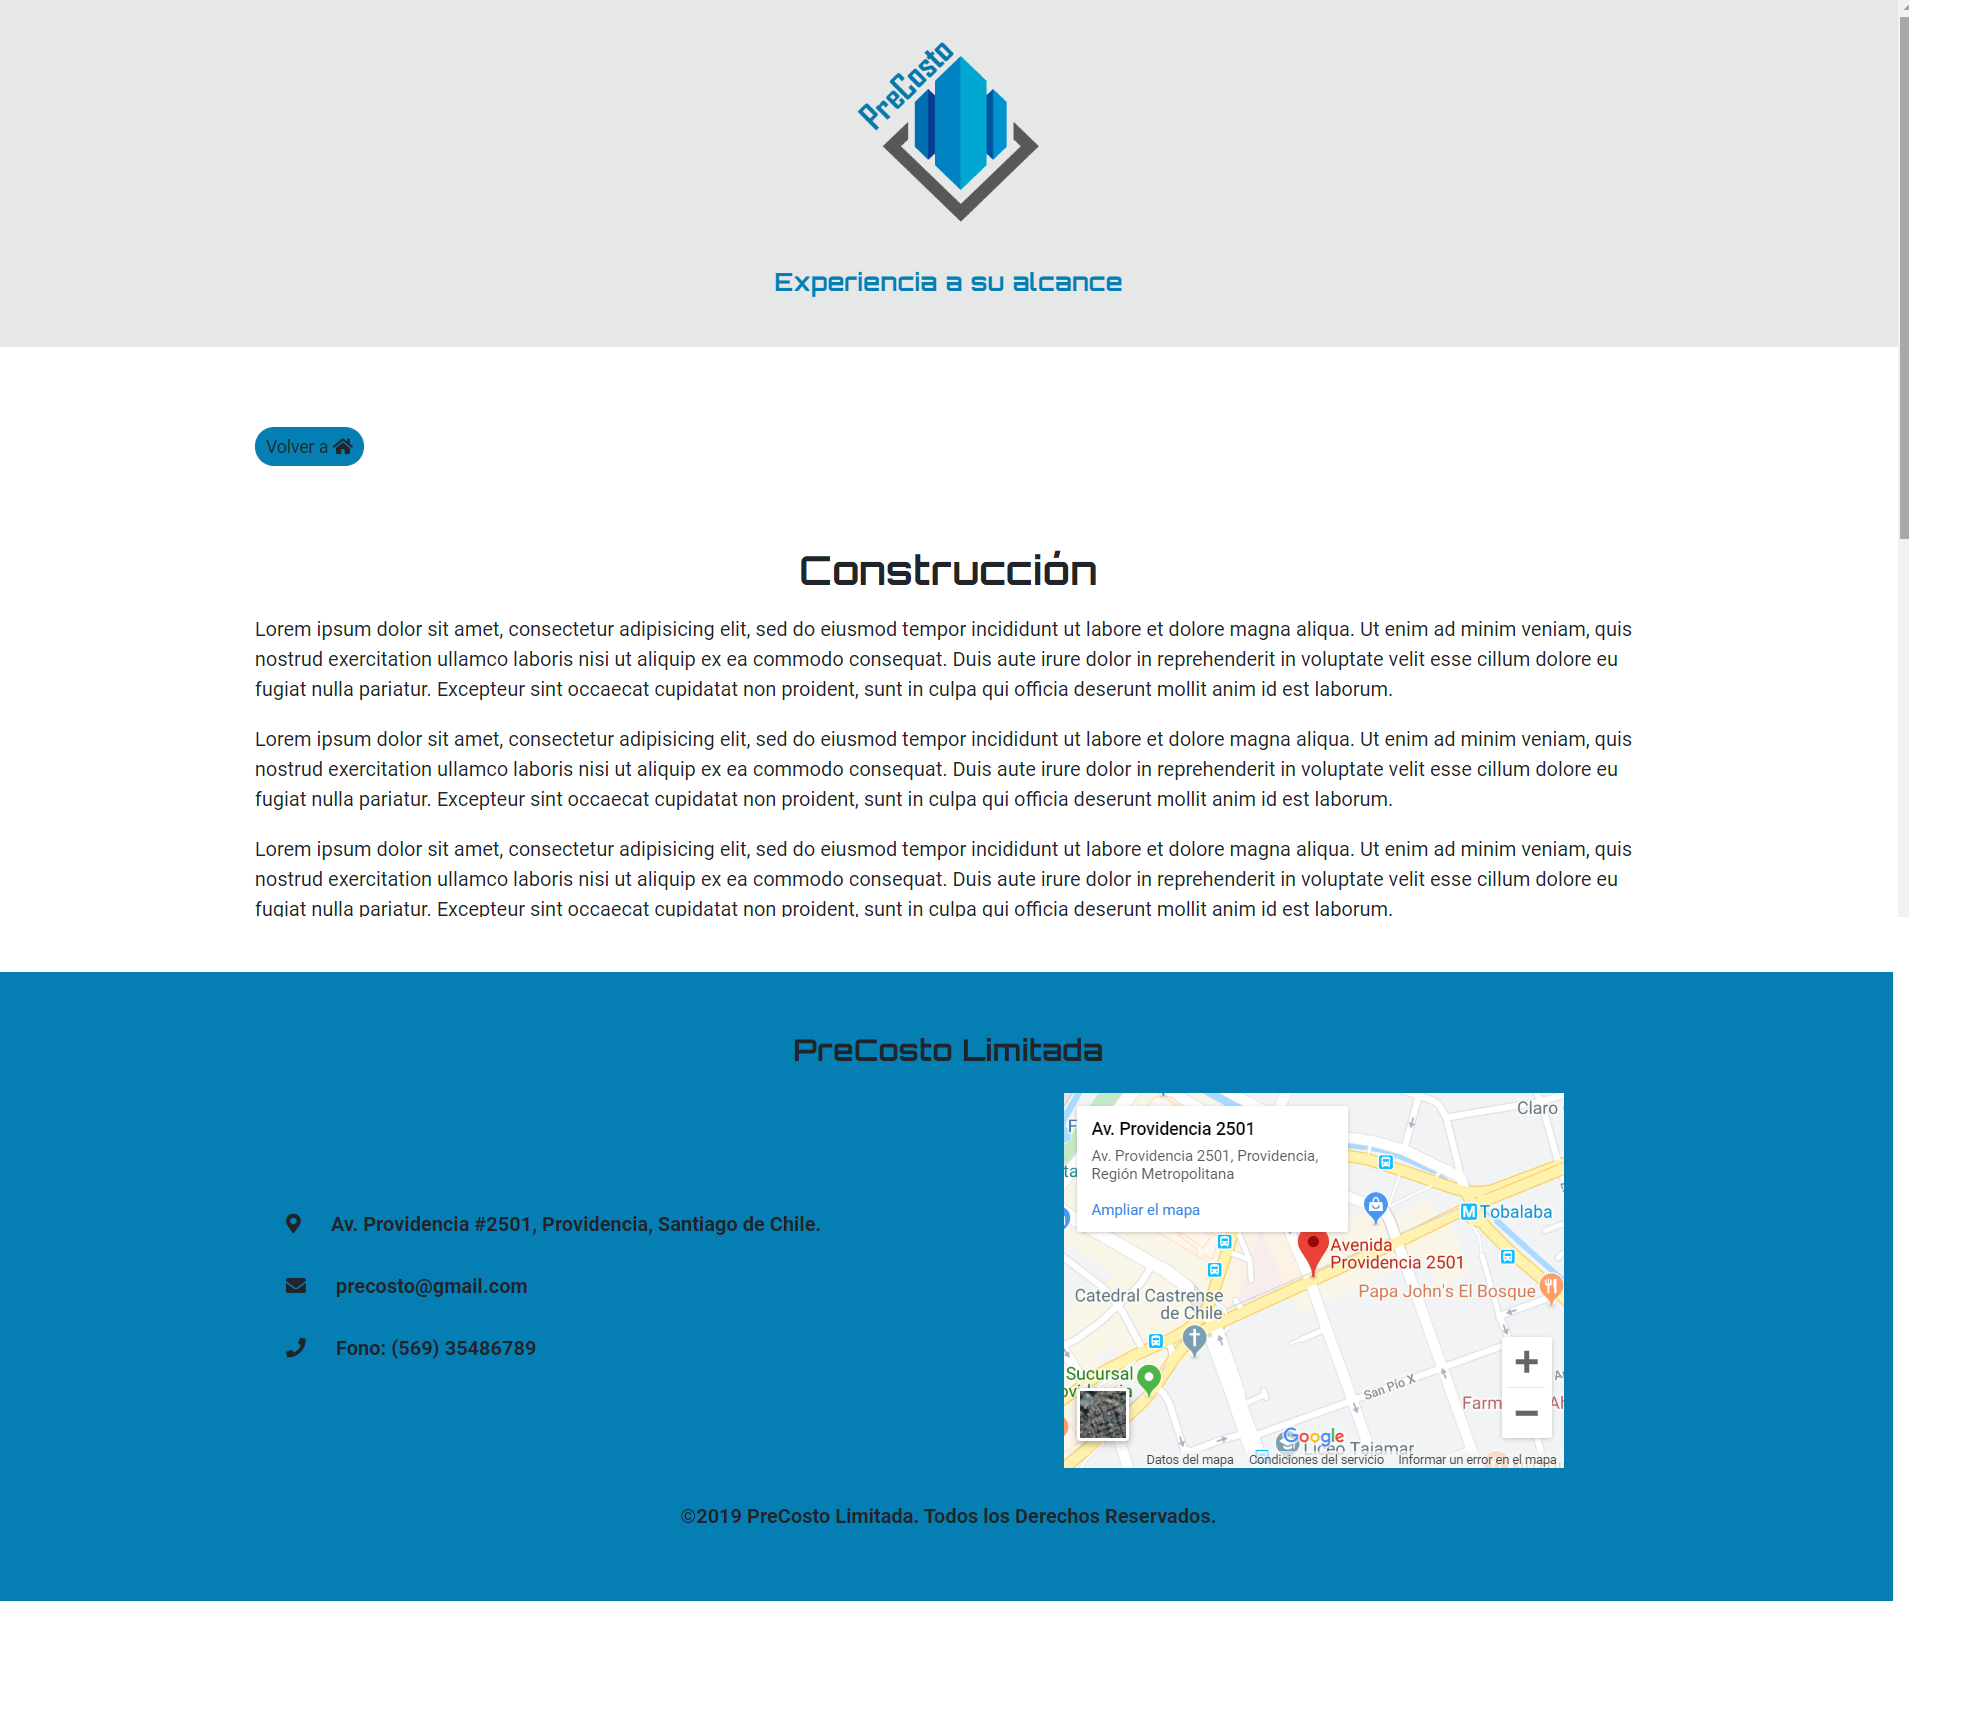 PreCosto
Experiencia a su alcance
Volver a
Construcción
Lorem ipsum dolor sit amet, consectetur adipisicing elit, sed do eiusmod tempor incididunt ut labore et dolore magna aliqua. Ut enim ad minim veniam, quis
nostrud exercitation ullamco laboris nisi ut aliquip ex ea commodo consequat. Duis aute irure dolor in reprehenderit in voluptate velit esse cillum dolore eu
fugiat nulla pariatur. Excepteur sint occaecat cupidatat non proident, sunt in culpa qui officia deserunt mollit anim id est laborum.
Lorem ipsum dolor sit amet, consectetur adipisicing elit, sed do eiusmod tempor incididunt ut labore et dolore magna aliqua. Ut enim ad minim veniam, quis
nostrud exercitation ullamco laboris nisi ut aliquip ex ea commodo consequat. Duis aute irure dolor in reprehenderit in voluptate velit esse cillum dolore eu
fugiat nulla pariatur. Excepteur sint occaecat cupidatat non proident, sunt in culpa qui officia deserunt mollit anim id est laborum.
Lorem ipsum dolor sit amet, consectetur adipisicing elit, sed do eiusmod tempor incididunt ut labore et dolore magna aliqua. Ut enim ad minim veniam, quis
nostrud exercitation ullamco laboris nisi ut aliquip ex ea commodo consequat. Duis aute irure dolor in reprehenderit in voluptate velit esse cillum dolore eu
fugiat nulla pariatur. Excepteur sint occaecat cupidatat non proident, sunt in culpa qui officia deserunt mollit anim id est laborum.
PreCosto Limitada
Av. Providencia #2501, Providencia, Santiago de Chile.
precosto@gmail.com
Fono: (569) 35486789
Claro
Av. Providencia 2501
Av. Providencia 2501, Providencia,
Región Metropolitana
Ampliar el mapa
M Tobalaba
Avenida
Providencia 2501
Papa John's El Bosque
Catedral Castrense
de Chile
Sucursal
San Pio X
Farm
Google
Liceo Tajamar
Datos del mapa
Condiciones del servicio
Informar un error en el mapa
©2019 PreCosto Limitada. Todos los Derechos Reservados.